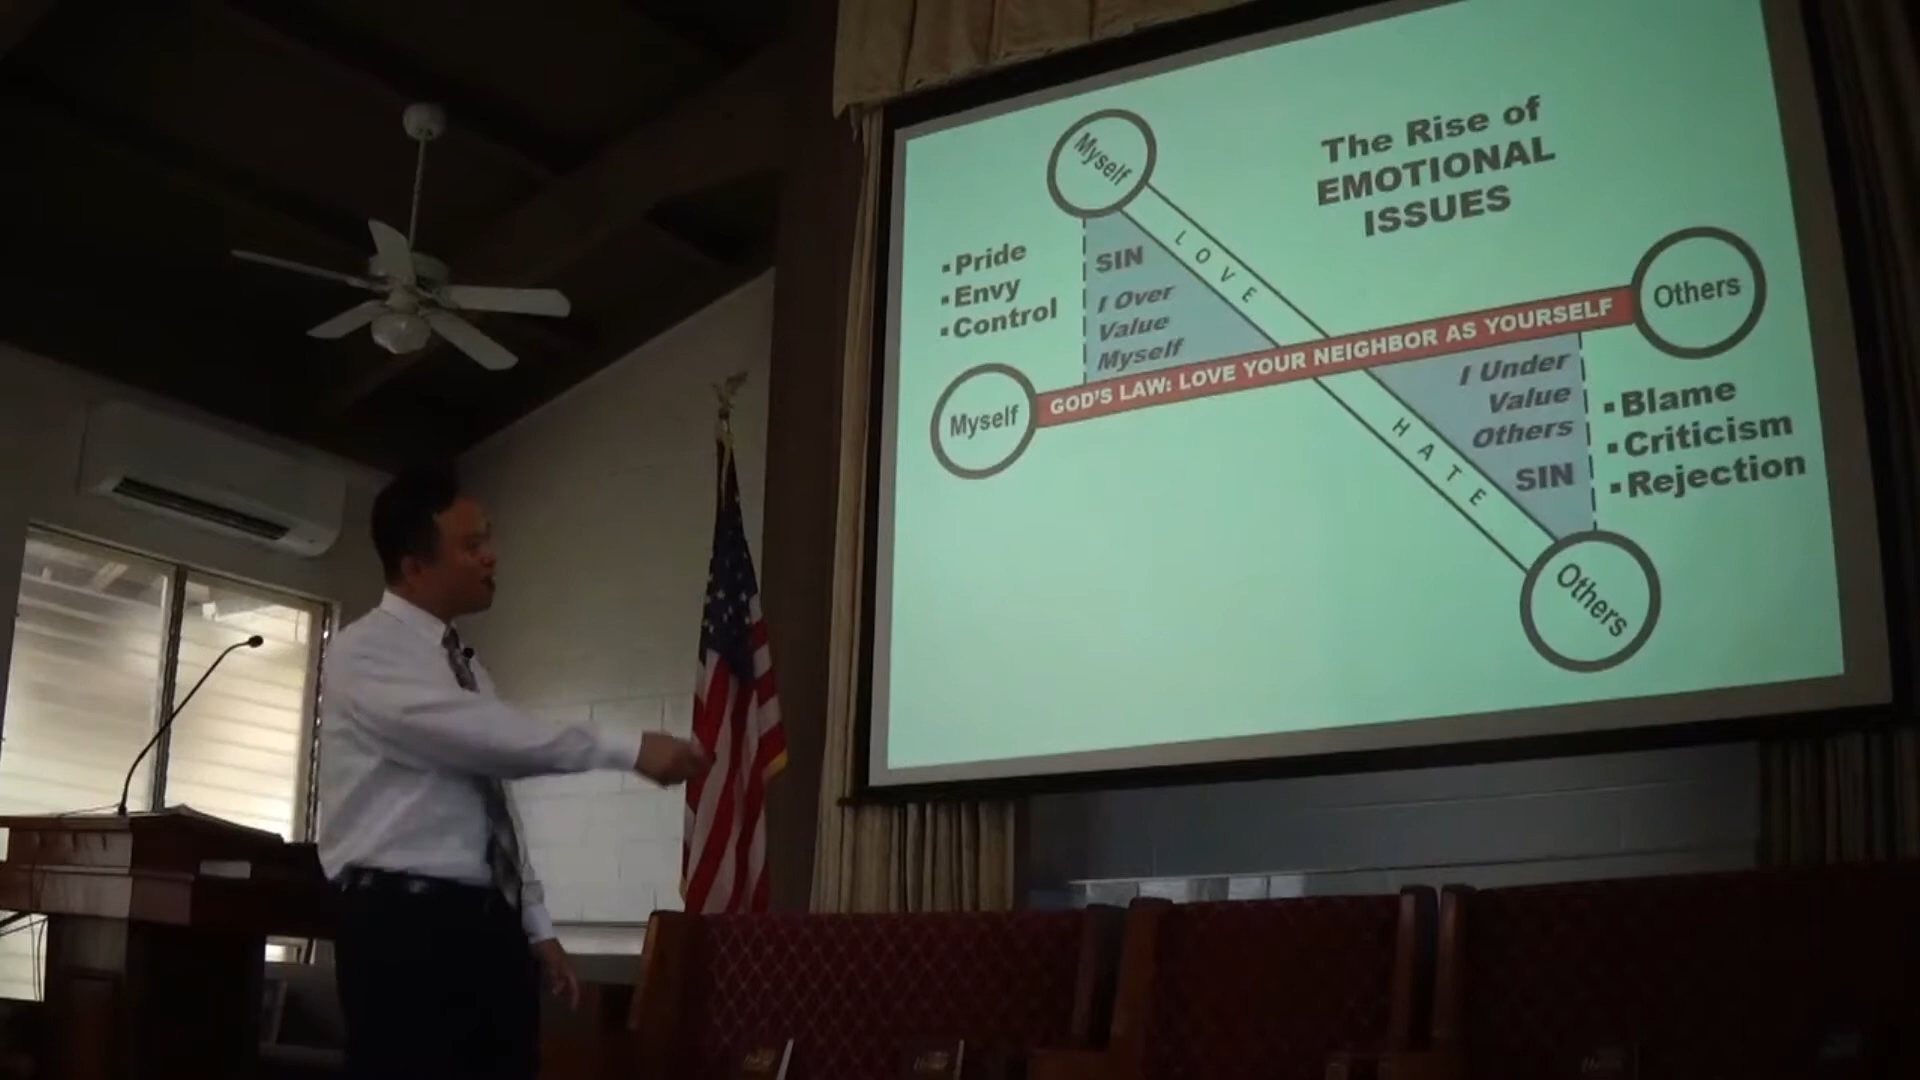 The Rise of
EMOTIONAL
ISSUES
Myself
LOVE
▪Pride
▪Envy
▪Control
SIN
I Over
Value
Myself
Others
Myself
GOD'S LAW: LOVE YOUR NEIGHBOR AS YOURSELF
I Under
Value
Others
SIN
▪Blame
▪Criticism
▪Rejection
HATE
Others